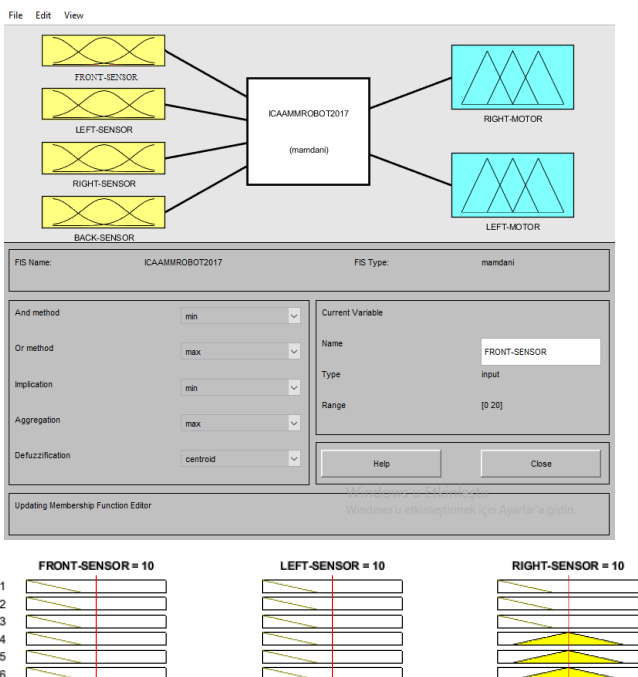 File Edit View
FRONT-SENSOR
LEFT-SENSOR
RIGHT-SENSOR
BACK-SENSOR
ICAAMMROBOT2017
(mamdani)
RIGHT-MOTOR
LEFT-MOTOR
FIS Name: ICAAMMROBOT2017 FIS Type: mamdani
And method min
Or method max
Implication min
Aggregation max
Defuzzification centroid
Current Variable
Name FRONT-SENSOR
Type input
Range [0 20]
Help Close
Updating Membership Function Editor
Windows'u Etkinleştir
Windows'u etkinleştirmek için Ayarlar'a gidin.
FRONT-SENSOR = 10 LEFT-SENSOR = 10 RIGHT-SENSOR = 10
1
2
3
4
5
6